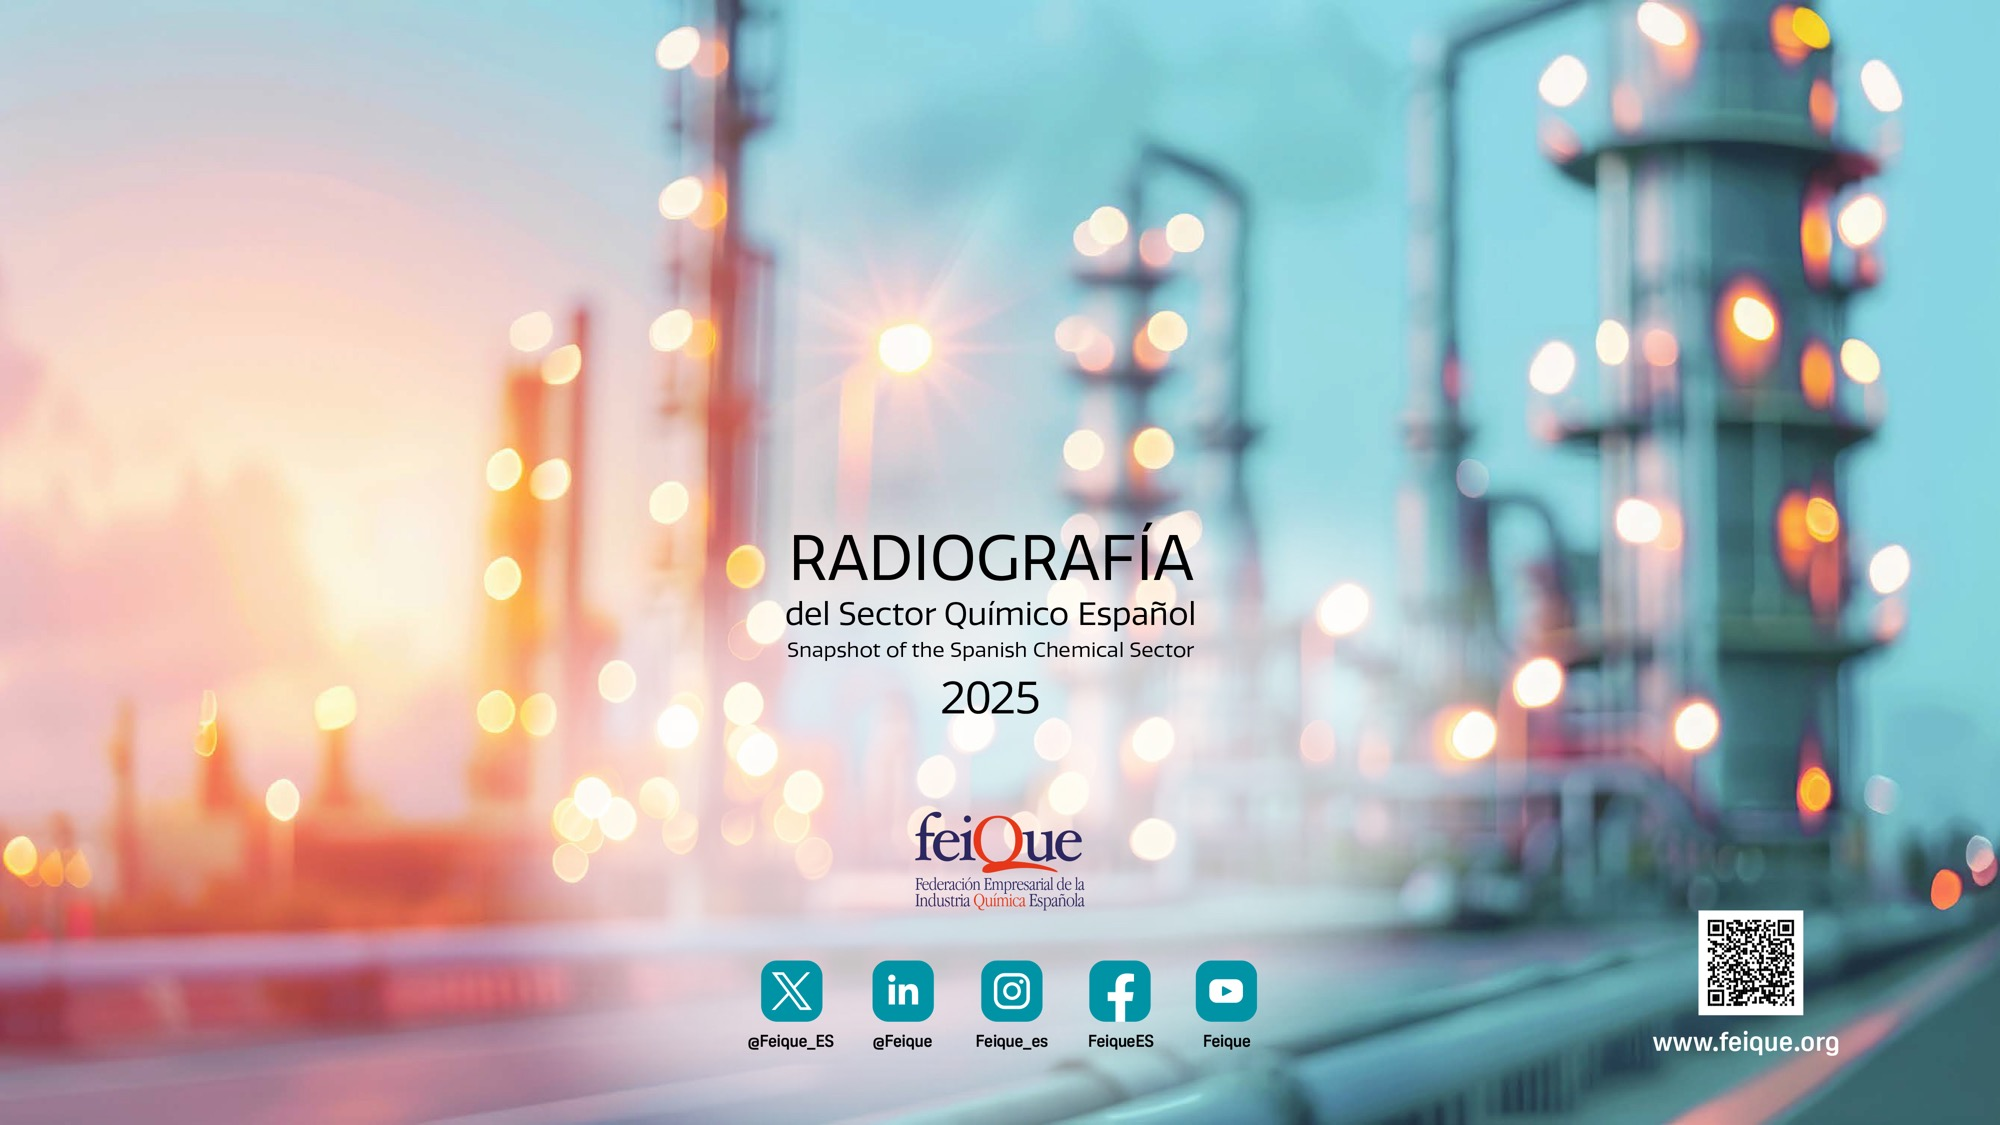 RADIOGRAFÍA
del Sector Químico Español
Snapshot of the Spanish Chemical Sector
2025
feiQue
Federación Empresarial de la
Industria Química Española
@Feique_ES
@Feique
Feique_es
FeiqueES
Feique
www.feique.org